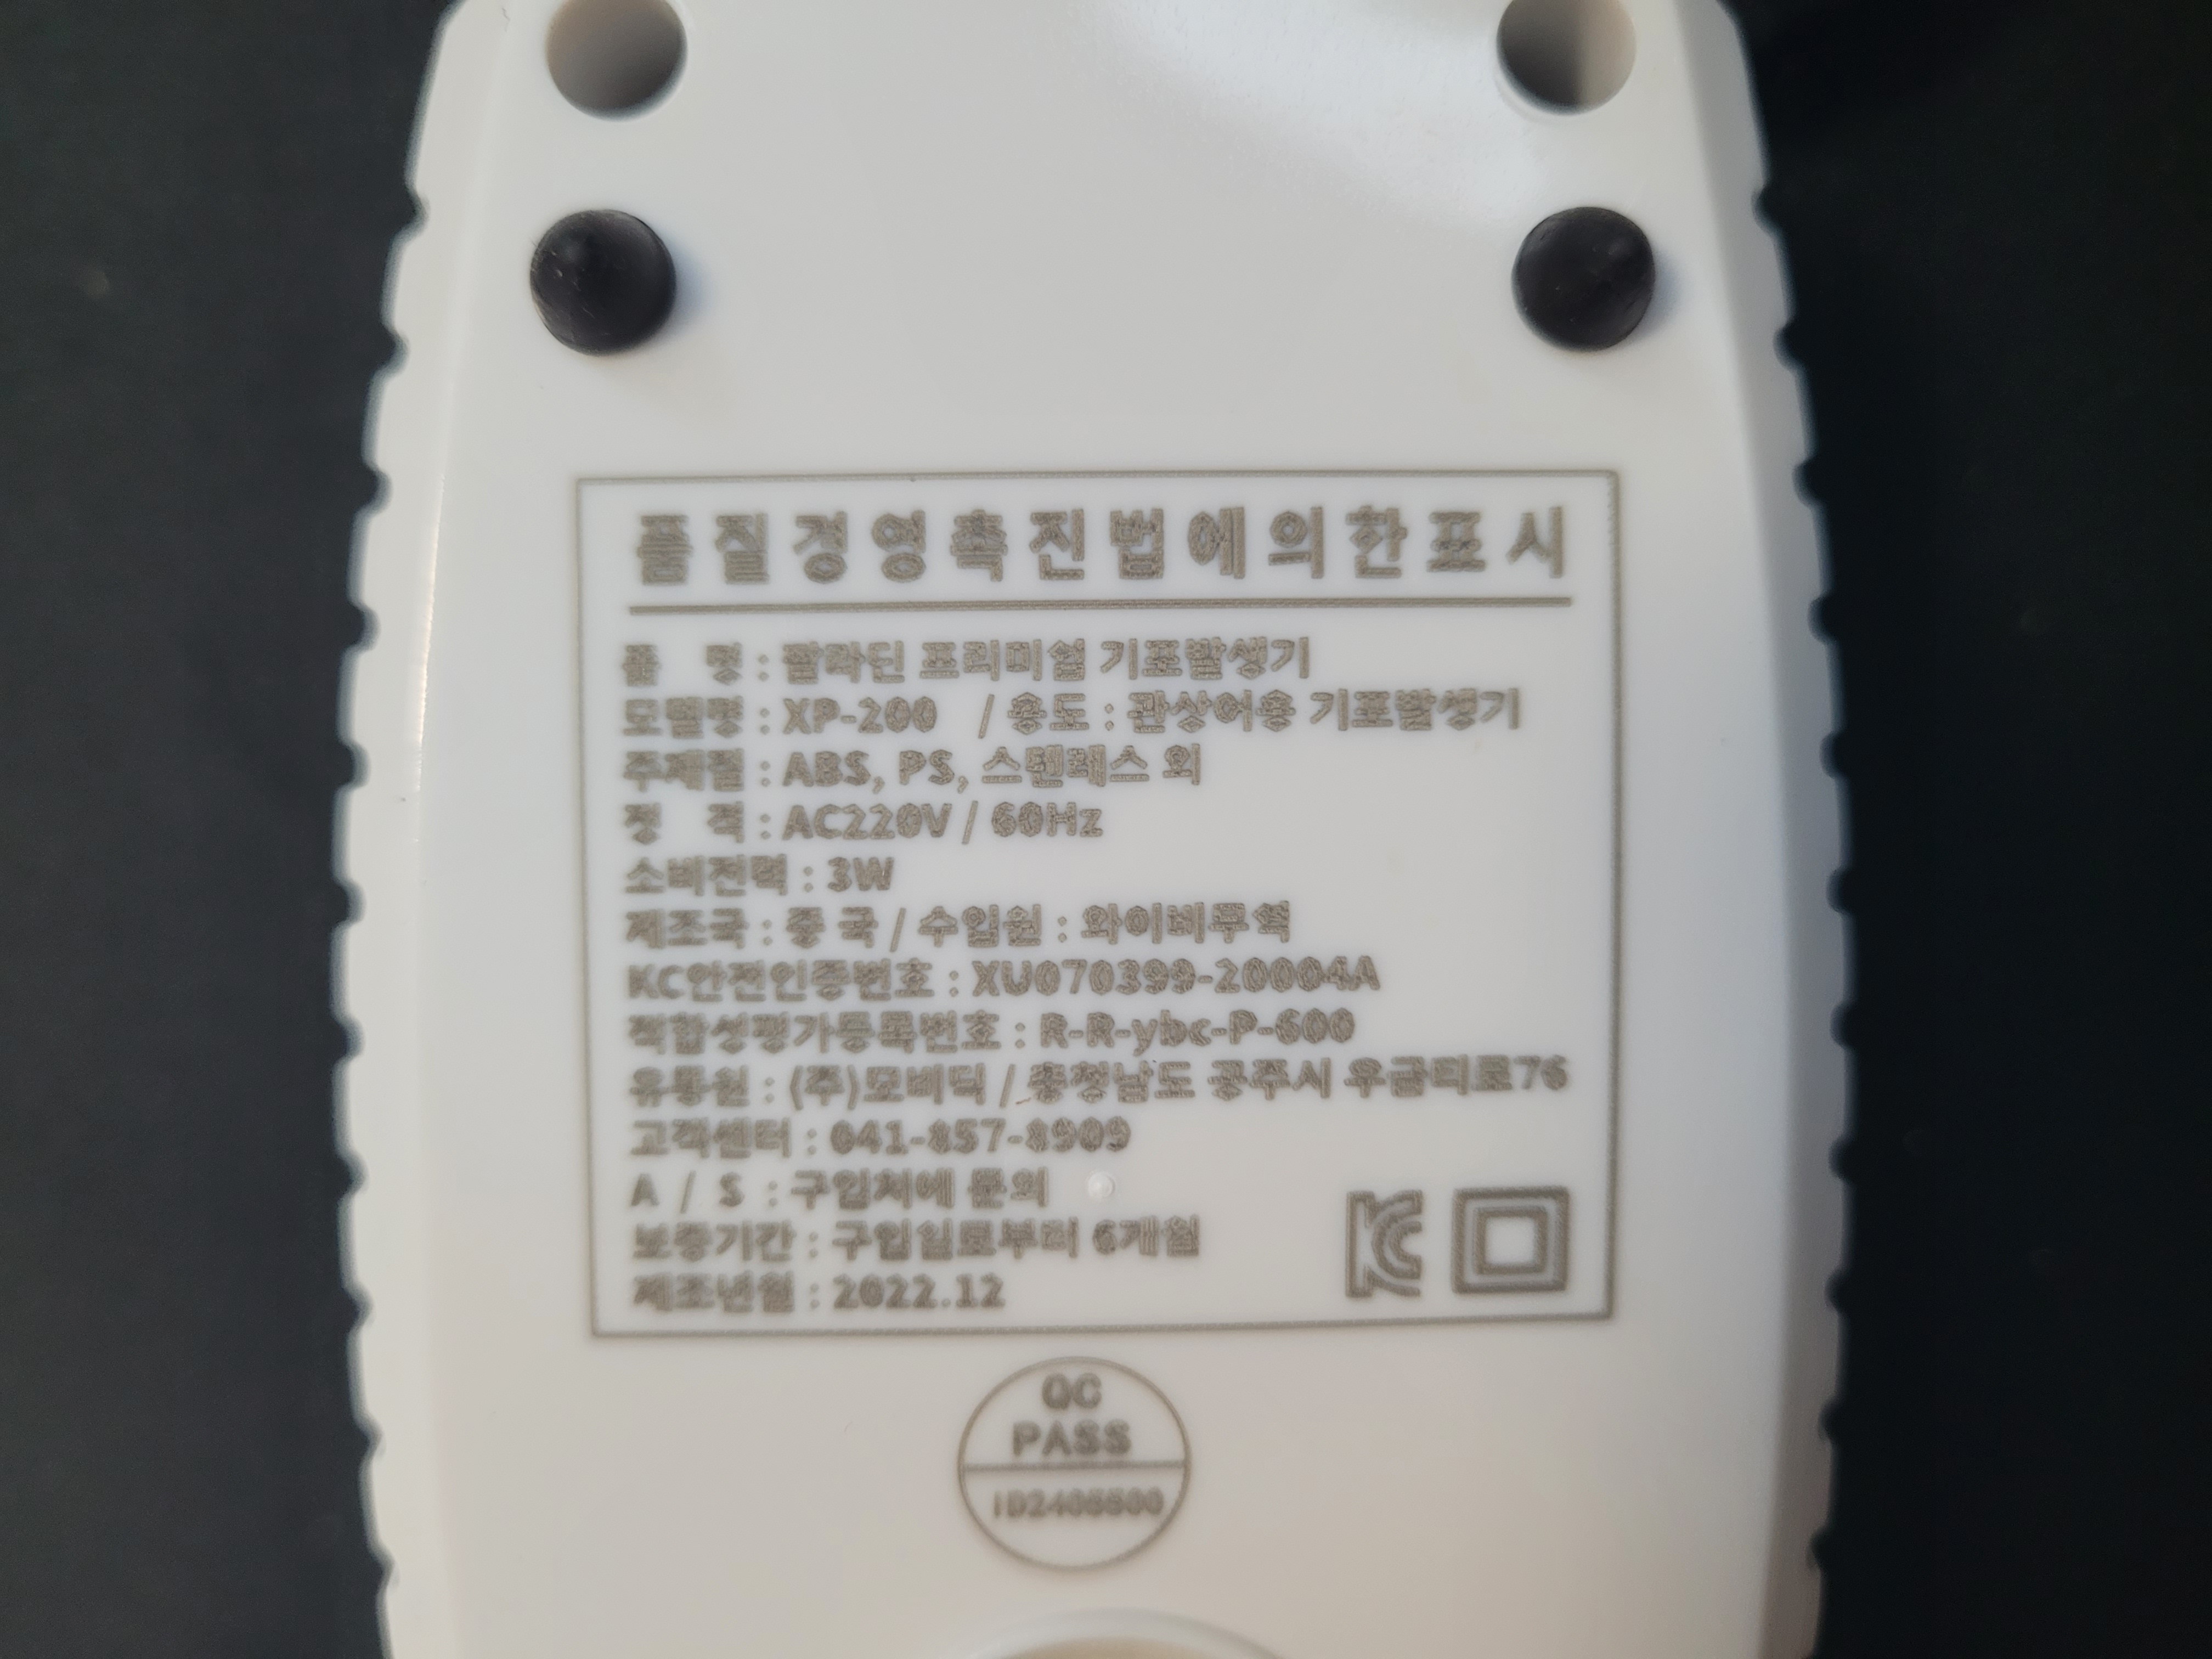 품질경영촉진법에의한표시
품 명 : 팔라딘 프리미엄 기포발생기
모델명 : XP-200 / 용도 : 관상어용 기포발생기
주재질 : ABS, PS, 스텐레스 외
정 격 : AC220V / 60Hz
소비전력 : 3W
제조국 : 중 국 / 수입원 : 와이비무역
KC안전인증번호 : XU070399-20004A
적합성평가등록번호 : R-R-ybc-P-600
유통원 : (주)모비딕 / 충청남도 공주시 우금티로76
고객센터 : 041-857-8909
A / S : 구입처에 문의
보증기간 : 구입일로부터 6개월
제조년월 : 2022.12
KC
QC
PASS